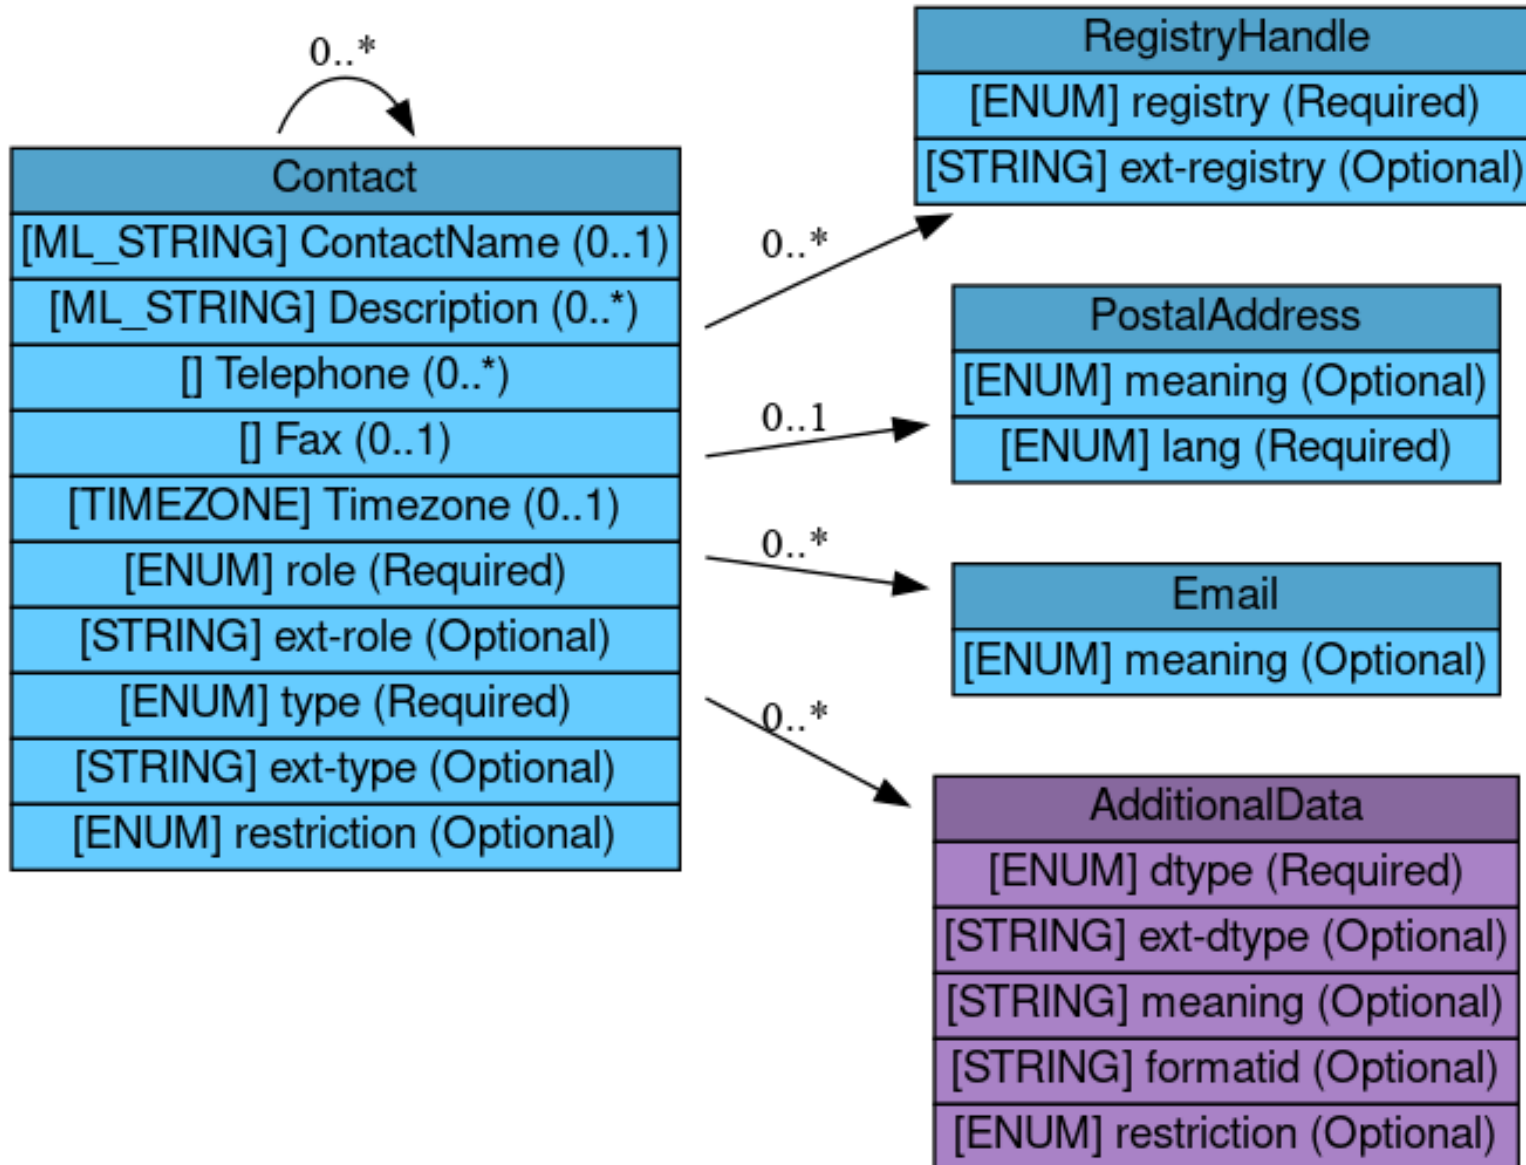 0..*
Contact
[ML_STRING] ContactName (0..1)
[ML_STRING] Description (0..*)
[] Telephone (0..*)
[] Fax (0..1)
[TIMEZONE] Timezone (0..1)
[ENUM] role (Required)
[STRING] ext-role (Optional)
[ENUM] type (Required)
[STRING] ext-type (Optional)
[ENUM] restriction (Optional)
0..*
0..1
0..*
0..*
RegistryHandle
[ENUM] registry (Required)
[STRING] ext-registry (Optional)
PostalAddress
[ENUM] meaning (Optional)
[ENUM] lang (Required)
Email
[ENUM] meaning (Optional)
AdditionalData
[ENUM] dtype (Required)
[STRING] ext-dtype (Optional)
[STRING] meaning (Optional)
[STRING] formatid (Optional)
[ENUM] restriction (Optional)